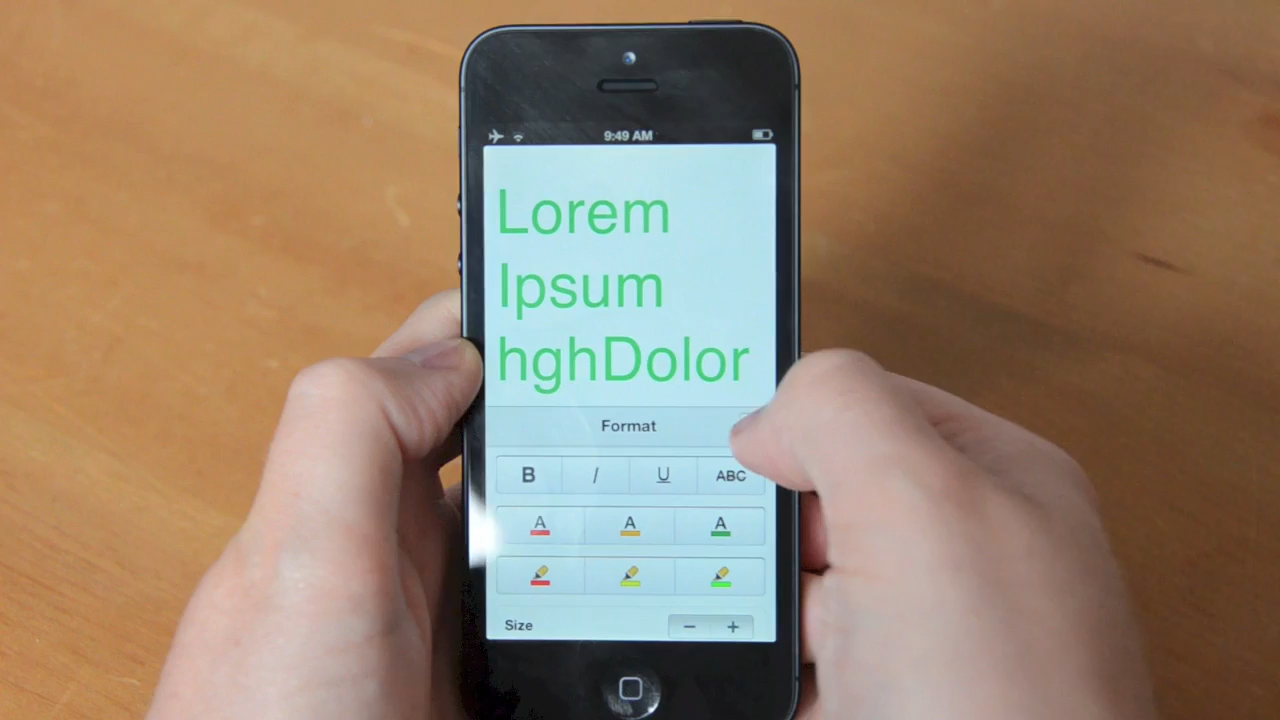 9:49 AM
Lorem
Ipsum
hghDolor
Format
B I U ABC
A A A
Size − +